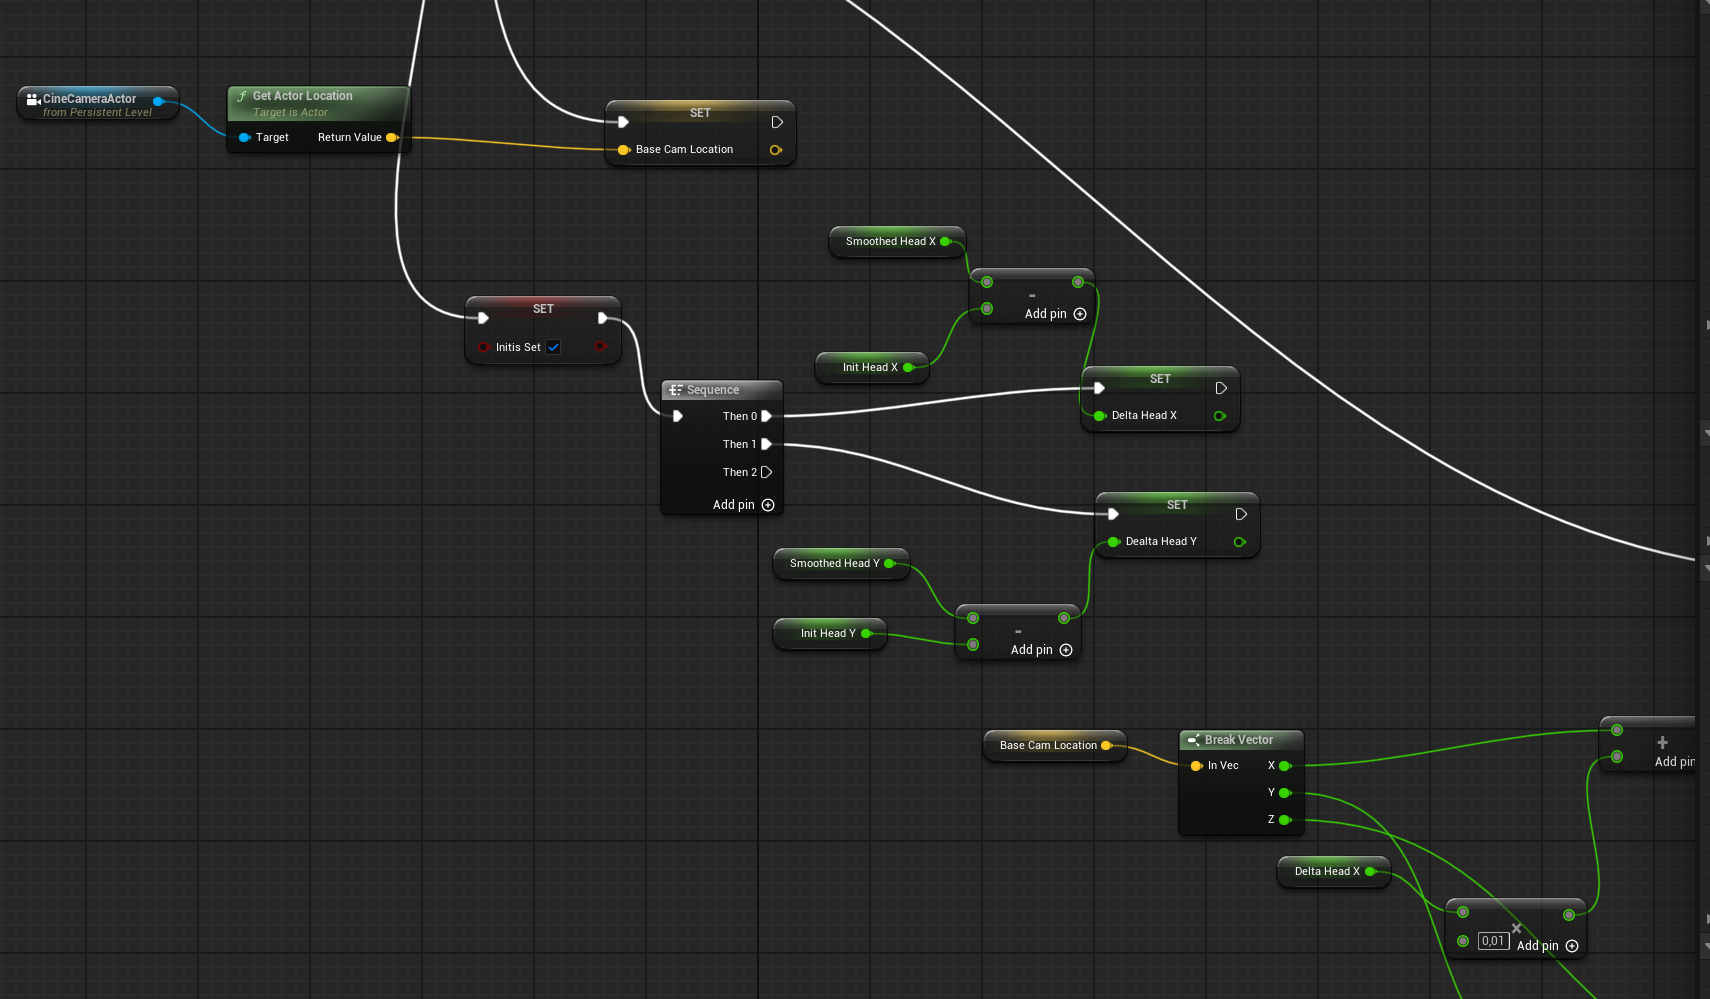 CineCameraActor
from Persistent Level
Get Actor Location
Target is Actor
Target
Return Value
SET
Base Cam Location
Smoothed Head X
-
Add pin
Init Head X
SET
Initis Set
SET
Delta Head X
Sequence
Then 0
Then 1
Then 2
Add pin
SET
Dealta Head Y
Smoothed Head Y
Init Head Y
-
Add pin
Base Cam Location
Break Vector
In Vec
X
Y
Z
+
Add pin
Delta Head X
×
0,01
Add pin